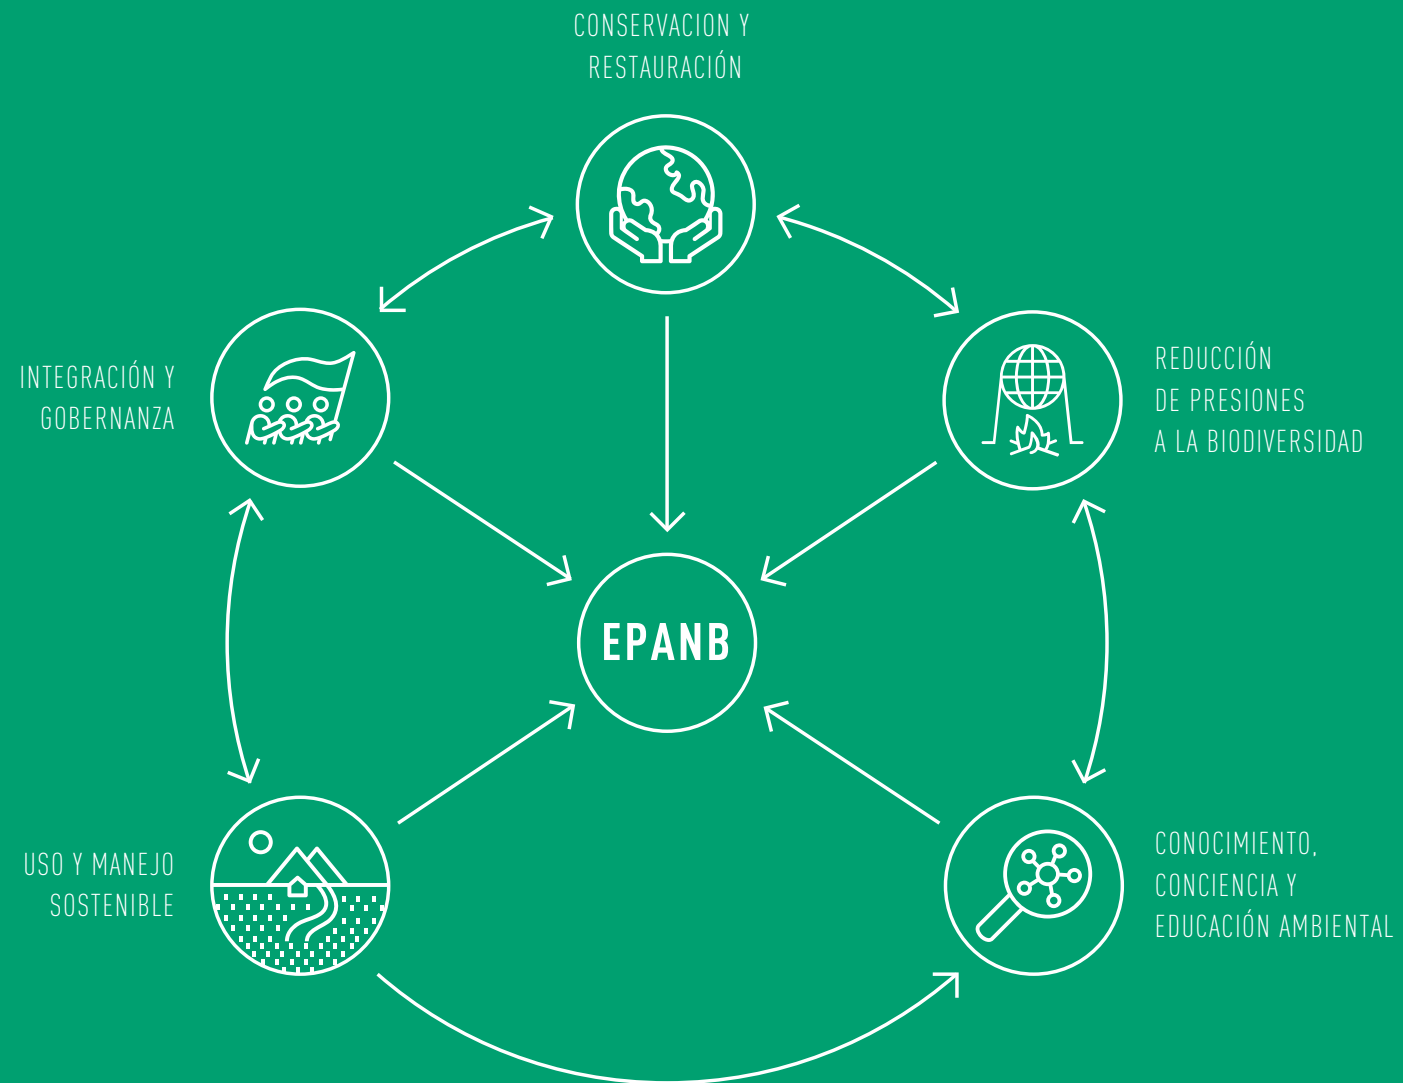 CONSERVACION Y
RESTAURACIÓN
INTEGRACIÓN Y
GOBERNANZA
REDUCCIÓN
DE PRESIONES
A LA BIODIVERSIDAD
EPANB
USO Y MANEJO
SOSTENIBLE
CONOCIMIENTO,
CONCIENCIA Y
EDUCACIÓN AMBIENTAL